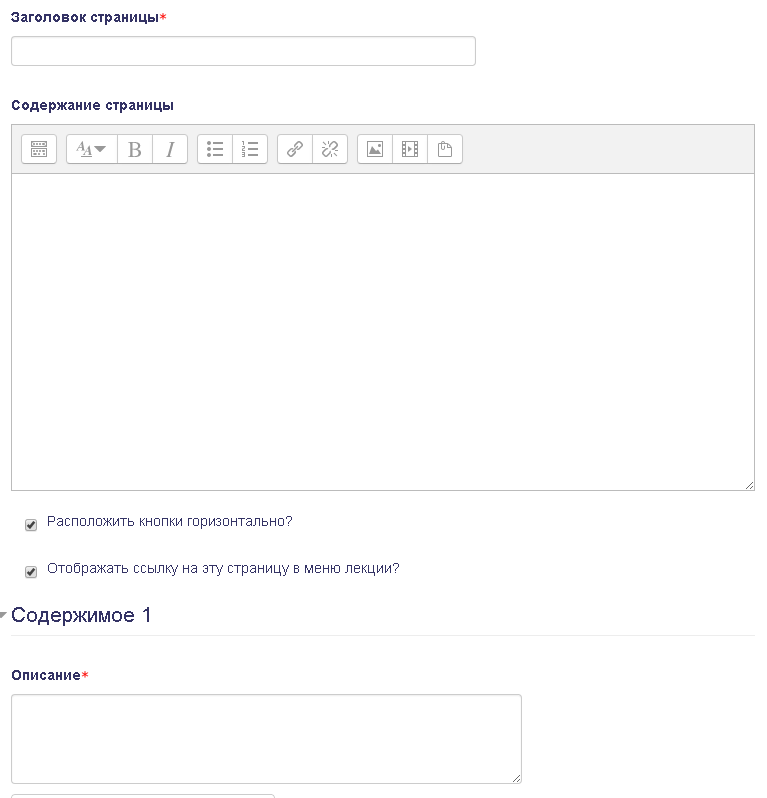 Заголовок страницы*
Содержание страницы
Расположить кнопки горизонтально?
Отображать ссылку на эту страницу в меню лекции?
Содержимое 1
Описание*